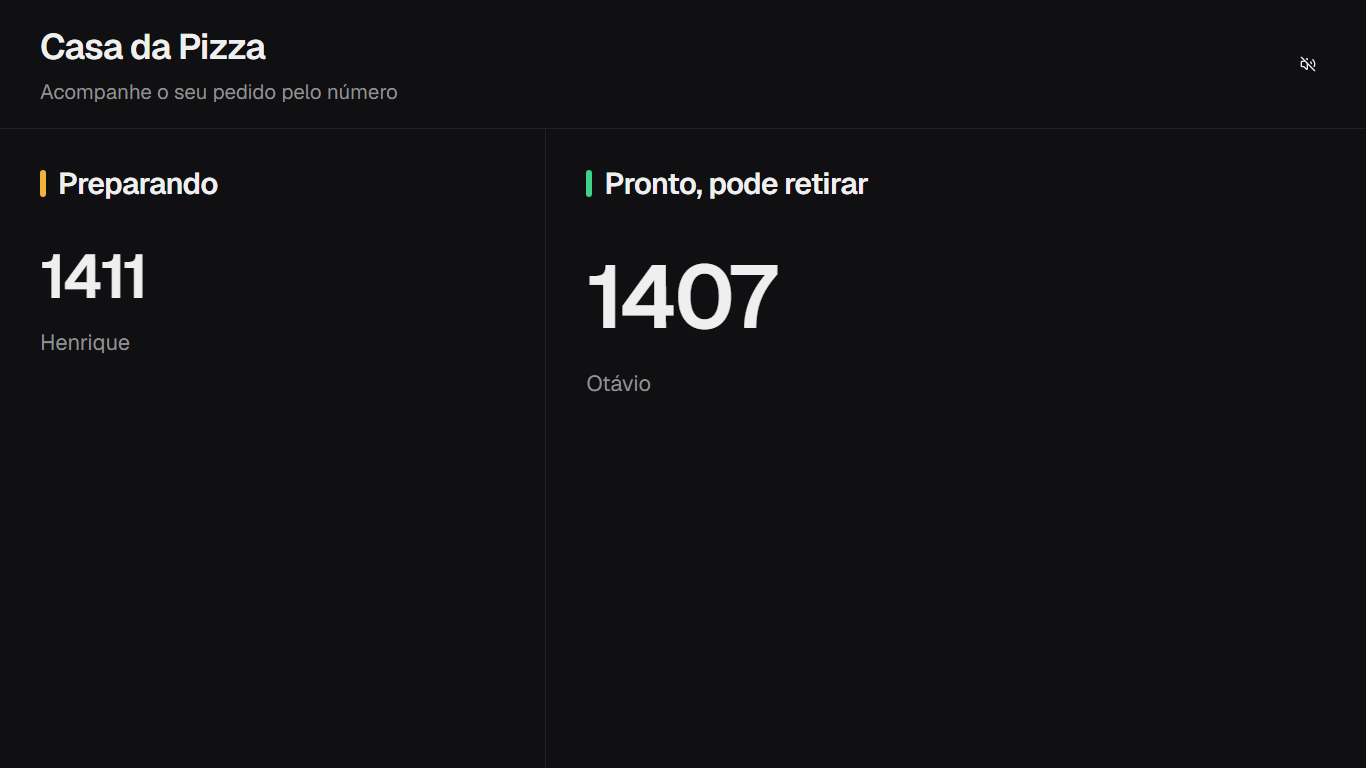 Casa da Pizza
Acompanhe o seu pedido pelo número
Preparando
1411
Henrique
Pronto, pode retirar
1407
Otávio